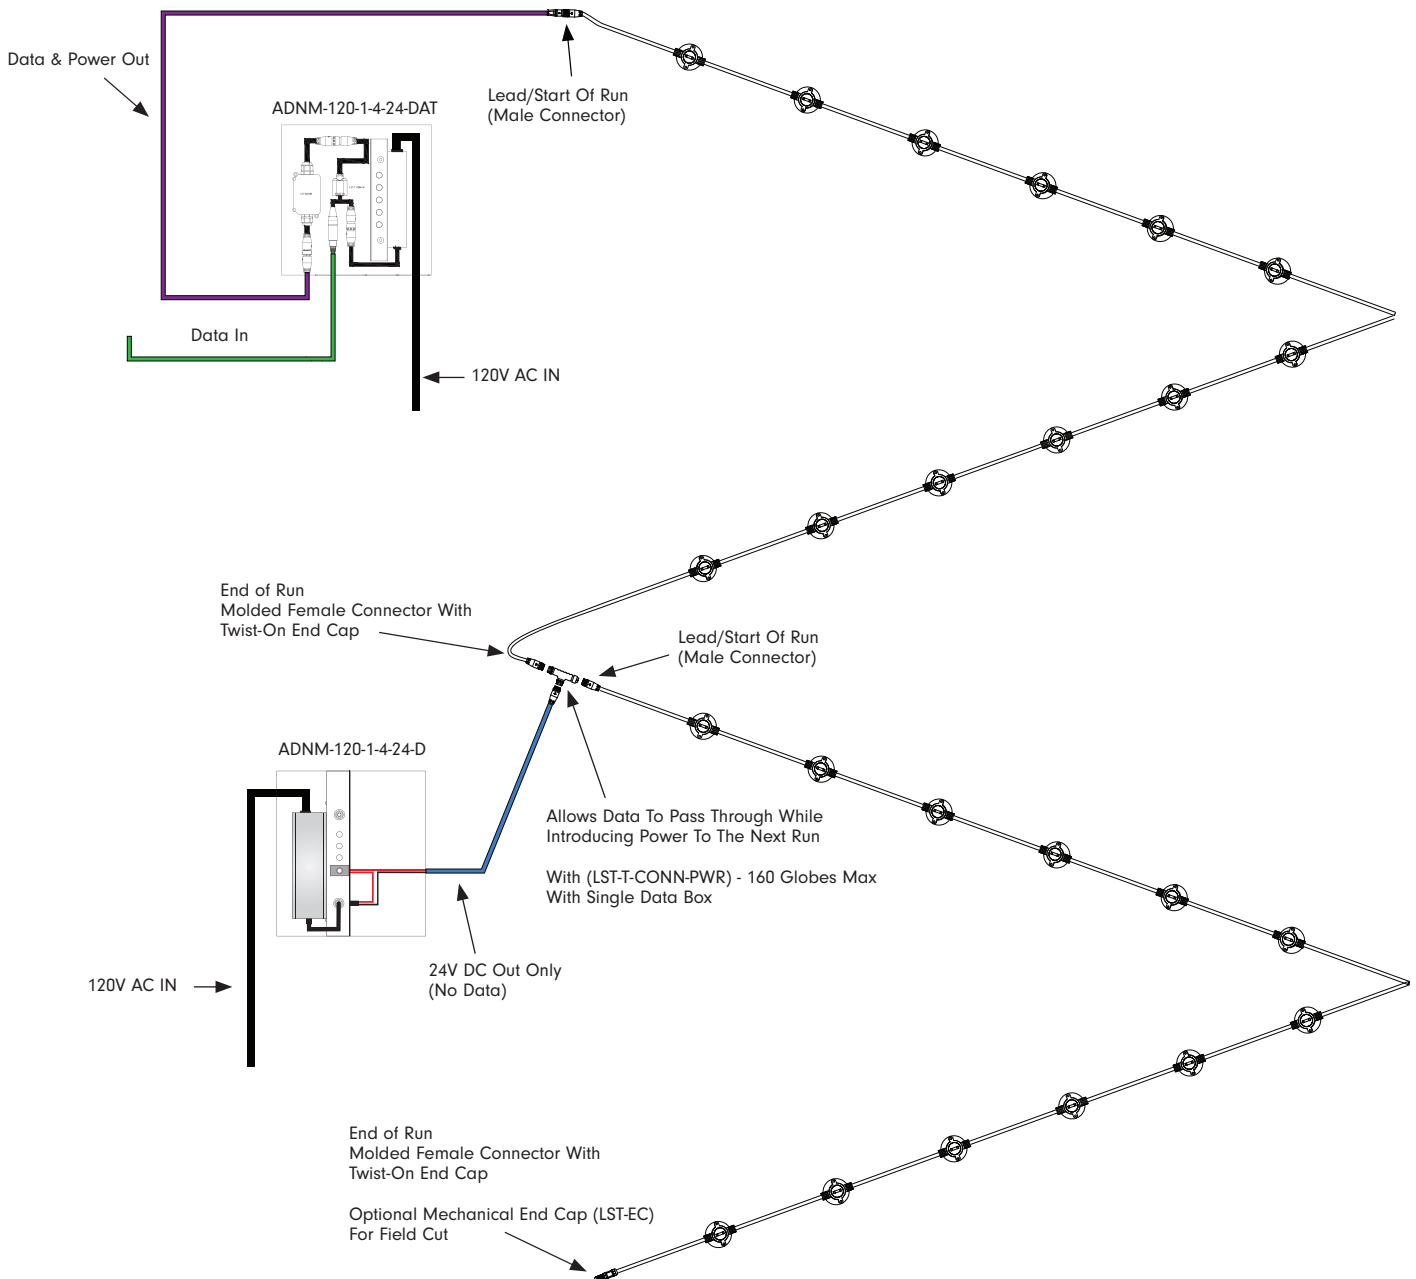 Data & Power Out
Lead/Start Of Run
(Male Connector)
ADNM-120-1-4-24-DAT
Data In
120V AC IN
End of Run
Molded Female Connector With
Twist-On End Cap
Lead/Start Of Run
(Male Connector)
ADNM-120-1-4-24-D
Allows Data To Pass Through While
Introducing Power To The Next Run
With (LST-T-CONN-PWR) - 160 Globes Max
With Single Data Box
24V DC Out Only
(No Data)
120V AC IN
End of Run
Molded Female Connector With
Twist-On End Cap
Optional Mechanical End Cap (LST-EC)
For Field Cut